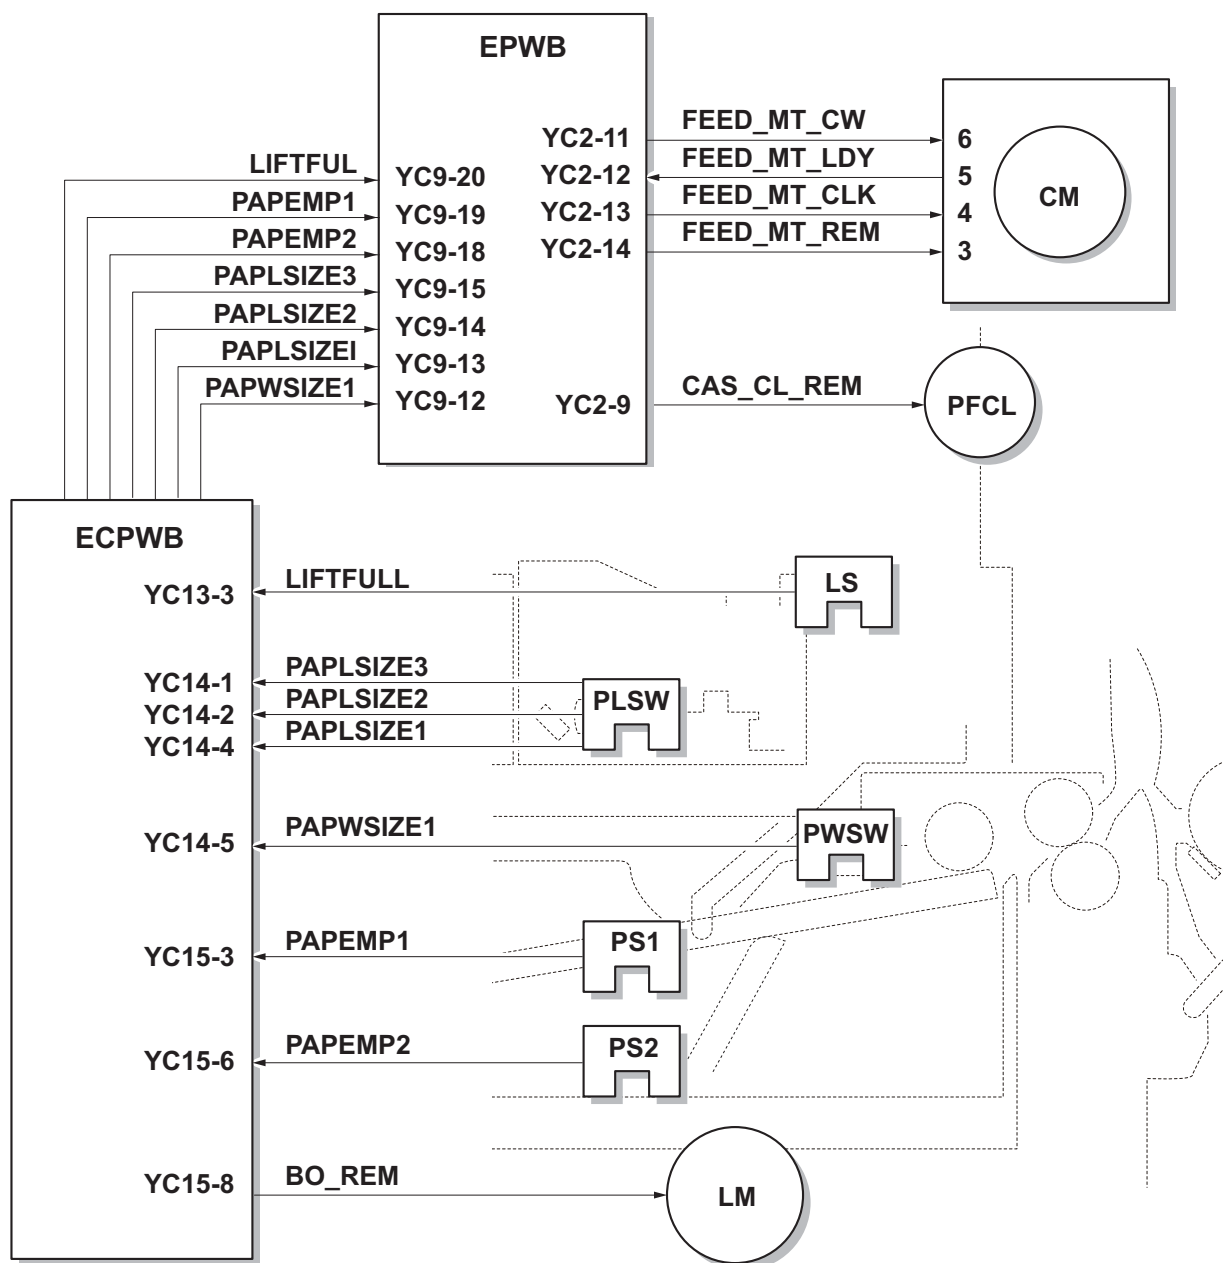 EPWB
YC2-11
FEED_MT_CW
6
YC2-12
FEED_MT_LDY
5
YC2-13
FEED_MT_CLK
4
YC2-14
FEED_MT_REM
3
CM
LIFTFUL
YC9-20
PAPEMP1
YC9-19
PAPEMP2
YC9-18
PAPLSIZE3
YC9-15
PAPLSIZE2
YC9-14
PAPLSIZEI
YC9-13
PAPWSIZE1
YC9-12
YC2-9
CAS_CL_REM
PFCL
ECPWB
YC13-3
LIFTFULL
LS
YC14-1
PAPLSIZE3
YC14-2
PAPLSIZE2
YC14-4
PAPLSIZE1
PLSW
YC14-5
PAPWSIZE1
PWSW
YC15-3
PAPEMP1
PS1
YC15-6
PAPEMP2
PS2
YC15-8
BO_REM
LM